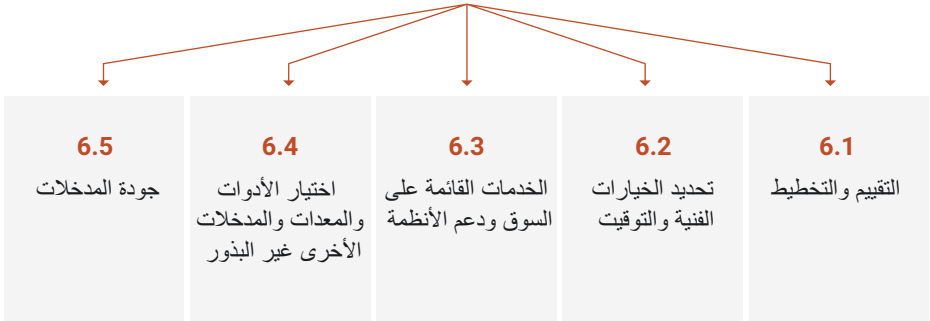 6.1
التقييم والتخطيط
6.2
تحديد الخيارات
الفنية والتوقيت
6.3
الخدمات القائمة على
السوق ودعم الأنظمة
6.4
اختيار الأدوات
والمعدات والمدخلات
الأخرى غير البذور
6.5
جودة المدخلات